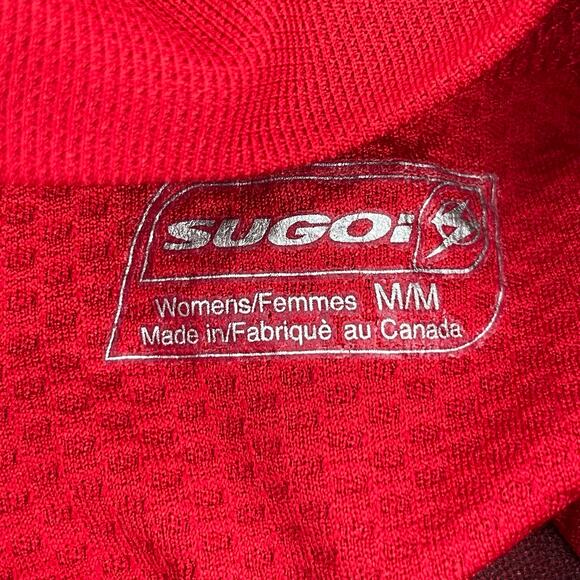 SUGOI
Womens/Femmes M/M
Made in/Fabriquè au Canada